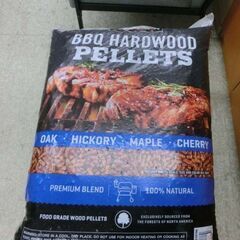 BBQ HARDWOOD
PELLETS
OAK · HICKORY · MAPLE · CHERRY
PREMIUM BLEND
100% NATURAL
FOOD GRADE WOOD PELLETS
EXCLUSIVELY SOURCED FROM
THE FORESTS OF NORTH AMERICA